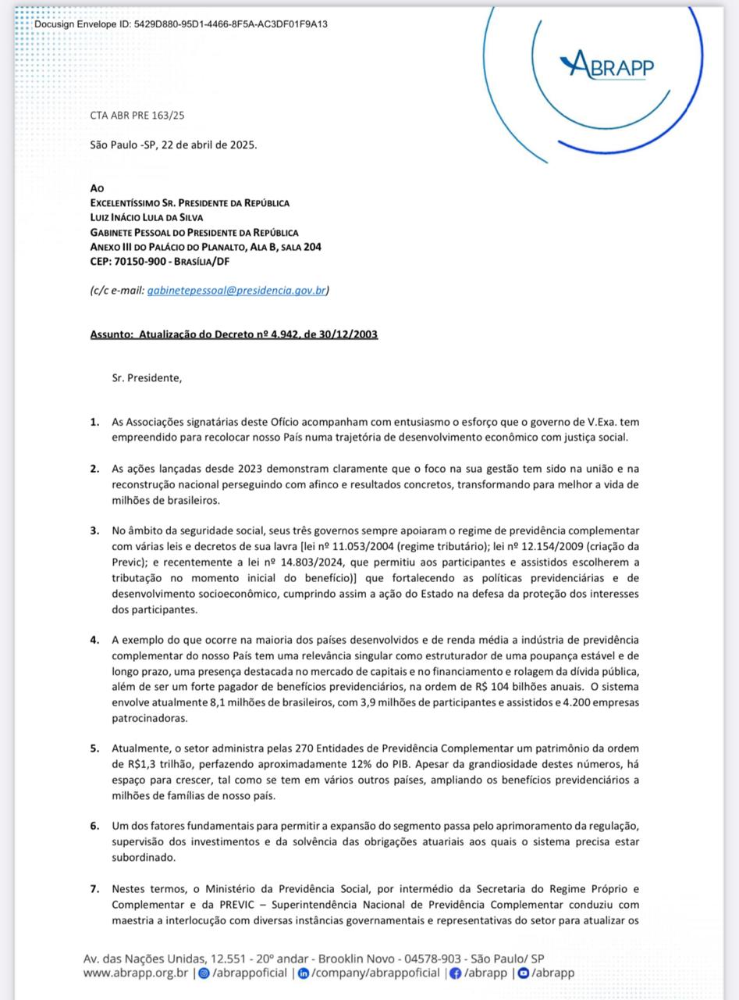 Docusign Envelope ID: 5429D880-95D1-4466-8F5A-AC3DF01F9A13
ABRAPP
CTA ABR PRE 163/25
São Paulo -SP, 22 de abril de 2025.
AO
EXCELENTÍSSIMO SR. PRESIDENTE DA REPÚBLICA
LUIZ INÁCIO LULA DA SILVA
GABINETE PESSOAL DO PRESIDENTE DA REPÚBLICA
ANEXO III DO PALÁCIO DO PLANALTO, ALA B, SALA 204
CEP: 70150-900 - BRASÍLIA/DF
(c/c e-mail: gabinetepessoal@presidencia.gov.br)
Assunto: Atualização do Decreto nº 4.942, de 30/12/2003
Sr. Presidente,
1. As Associações signatárias deste Ofício acompanham com entusiasmo o esforço que o governo de V.Exa. tem
empreendido para recolocar nosso País numa trajetória de desenvolvimento econômico com justiça social.
2. As ações lançadas desde 2023 demonstram claramente que o foco na sua gestão tem sido na união e na
reconstrução nacional perseguindo com afinco e resultados concretos, transformando para melhor a vida de
milhões de brasileiros.
3. No âmbito da seguridade social, seus três governos sempre apoiaram o regime de previdência complementar
com várias leis e decretos de sua lavra [lei nº 11.053/2004 (regime tributário); lei nº 12.154/2009 (criação da
Previc); e recentemente a lei nº 14.803/2024, que permitiu aos participantes e assistidos escolherem a
tributação no momento inicial do benefício)] que fortalecendo as políticas previdenciárias e de
desenvolvimento socioeconômico, cumprindo assim a ação do Estado na defesa da proteção dos interesses
dos participantes.
4. A exemplo do que ocorre na maioria dos países desenvolvidos e de renda média a indústria de previdência
complementar do nosso País tem uma relevância singular como estruturador de uma poupança estável e de
longo prazo, uma presença destacada no mercado de capitais e no financiamento e rolagem da dívida pública,
além de ser um forte pagador de benefícios previdenciários, na ordem de R$ 104 bilhões anuais. O sistema
envolve atualmente 8,1 milhões de brasileiros, com 3,9 milhões de participantes e assistidos e 4.200 empresas
patrocinadoras.
5. Atualmente, o setor administra pelas 270 Entidades de Previdência Complementar um patrimônio da ordem
de R$1,3 trilhão, perfazendo aproximadamente 12% do PIB. Apesar da grandiosidade destes números, há
espaço para crescer, tal como se tem em vários outros países, ampliando os benefícios previdenciários a
milhões de famílias de nosso país.
6. Um dos fatores fundamentais para permitir a expansão do segmento passa pelo aprimoramento da regulação,
supervisão dos investimentos e da solvência das obrigações atuariais aos quais o sistema precisa estar
subordinado.
7. Nestes termos, o Ministério da Previdência Social, por intermédio da Secretaria do Regime Próprio e
Complementar e da PREVIC – Superintendência Nacional de Previdência Complementar conduziu com
maestria a interlocução com diversas instâncias governamentais e representativas do setor para atualizar os
Av. das Nações Unidas, 12.551 - 20º andar - Brooklin Novo - 04578-903 - São Paulo/ SP
www.abrapp.org.br | /abrappoficial | /company/abrappoficial | /abrapp | /abrapp